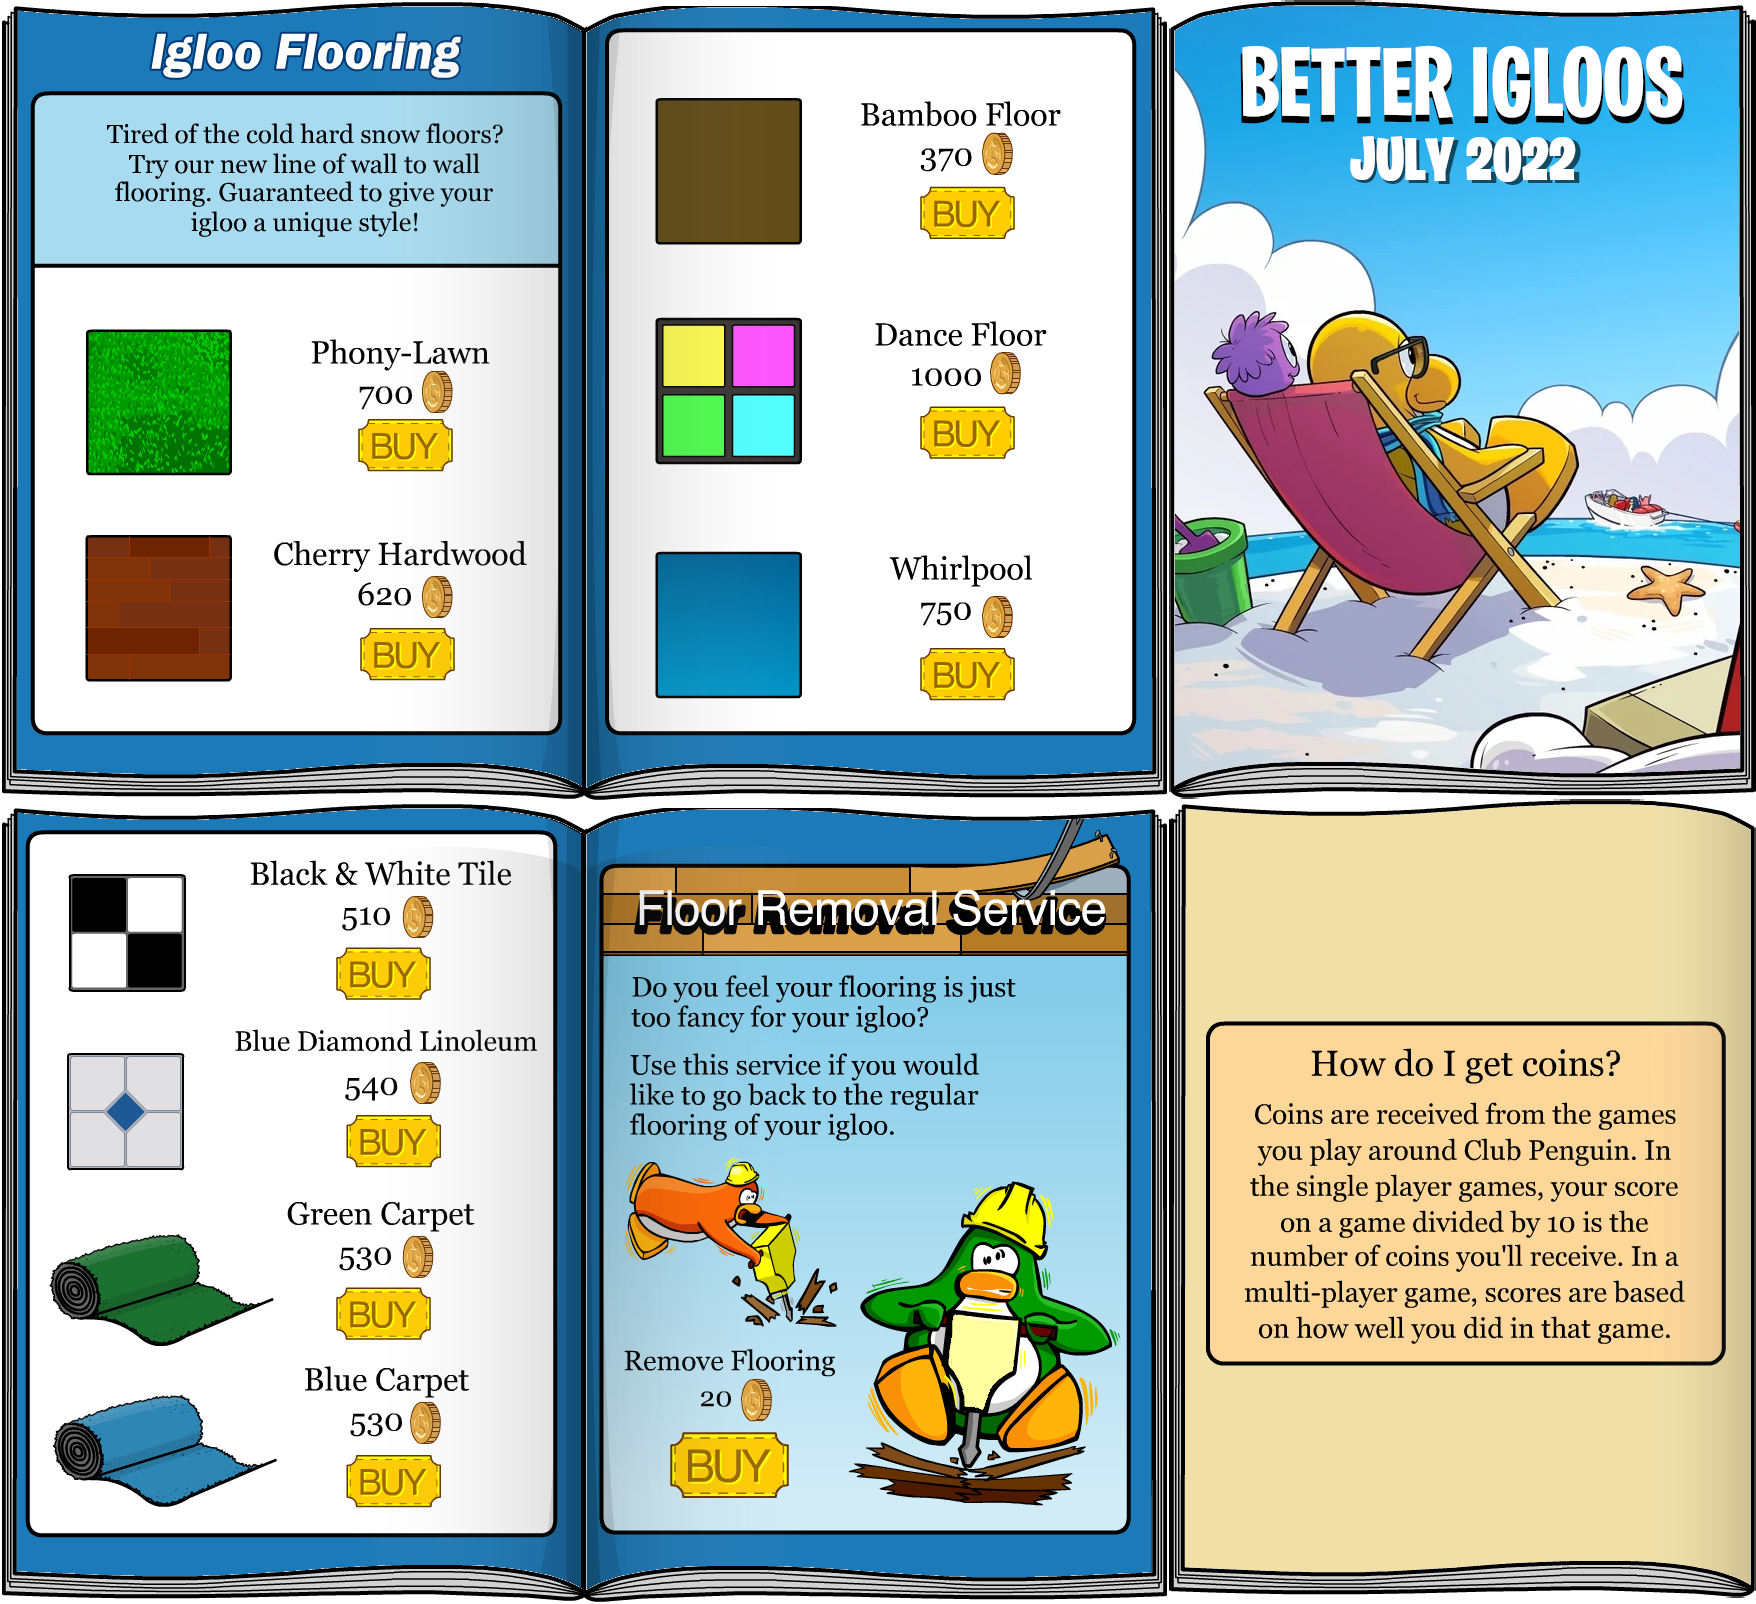 Igloo Flooring
Tired of the cold hard snow floors?
Try our new line of wall to wall
flooring. Guaranteed to give your
igloo a unique style!
Phony-Lawn
700
BUY
Cherry Hardwood
620
BUY
Bamboo Floor
370
BUY
Dance Floor
1000
BUY
Whirlpool
750
BUY
BETTER IGLOOS
JULY 2022
Black & White Tile
510
BUY
Blue Diamond Linoleum
540
BUY
Green Carpet
530
BUY
Blue Carpet
530
BUY
Floor Removal Service
Do you feel your flooring is just
too fancy for your igloo?
Use this service if you would
like to go back to the regular
flooring of your igloo.
Remove Flooring
20
BUY
How do I get coins?
Coins are received from the games
you play around Club Penguin. In
the single player games, your score
on a game divided by 10 is the
number of coins you'll receive. In a
multi-player game, scores are based
on how well you did in that game.